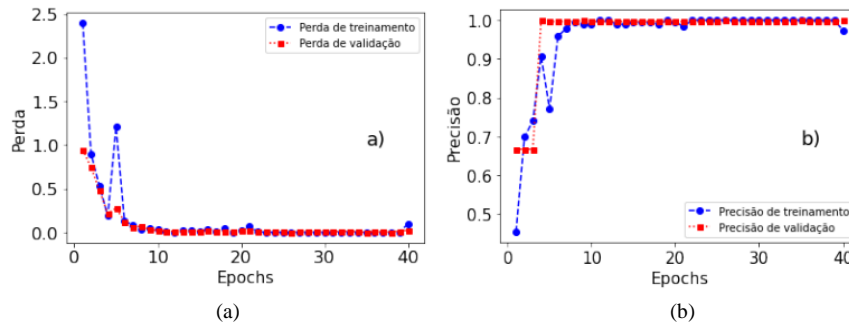 2.5
2.0
1.5
1.0
0.5
0.0
Perda
Perda de treinamento
Perda de validação
a)
0 10 20 30 40
Epochs
(a)
1.0
0.9
0.8
0.7
0.6
0.5
Precisão
b)
Precisão de treinamento
Precisão de validação
0 10 20 30 40
Epochs
(b)